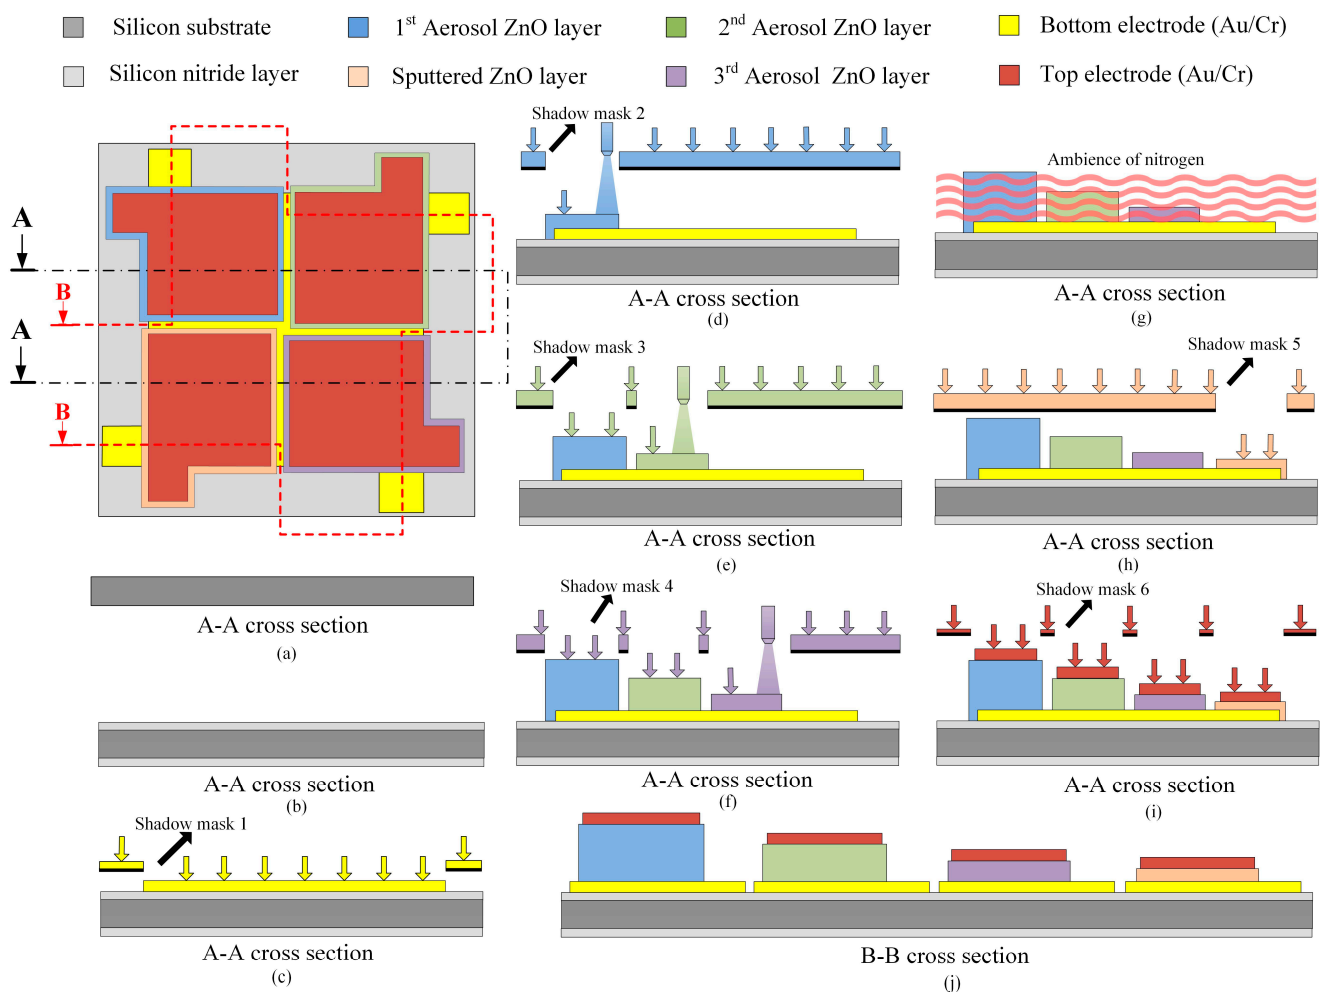 Silicon substrate
1st Aerosol ZnO layer
2nd Aerosol ZnO layer
Bottom electrode (Au/Cr)
Silicon nitride layer
Sputtered ZnO layer
3rd Aerosol ZnO layer
Top electrode (Au/Cr)
A
B
A
B
A-A cross section
(a)
A-A cross section
(b)
Shadow mask 1
A-A cross section
(c)
Shadow mask 2
A-A cross section
(d)
Shadow mask 3
A-A cross section
(e)
Shadow mask 4
A-A cross section
(f)
Ambience of nitrogen
A-A cross section
(g)
Shadow mask 5
A-A cross section
(h)
Shadow mask 6
A-A cross section
(i)
B-B cross section
(j)